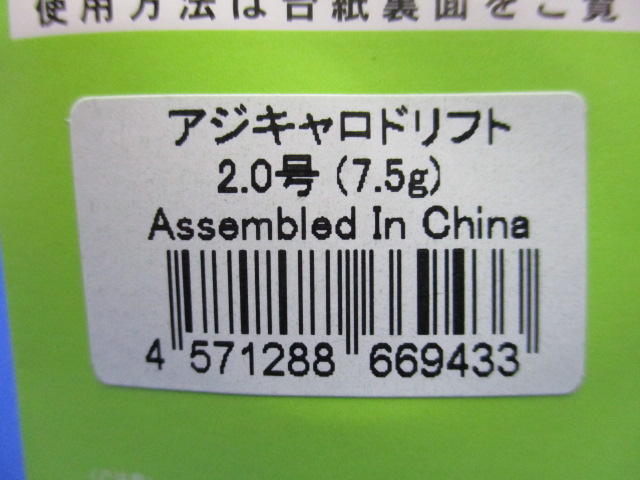 使用方法は台紙裏面をご覧
アジキャロドリフト
2.0号 (7.5g)
Assembled In China
4 571288 669433